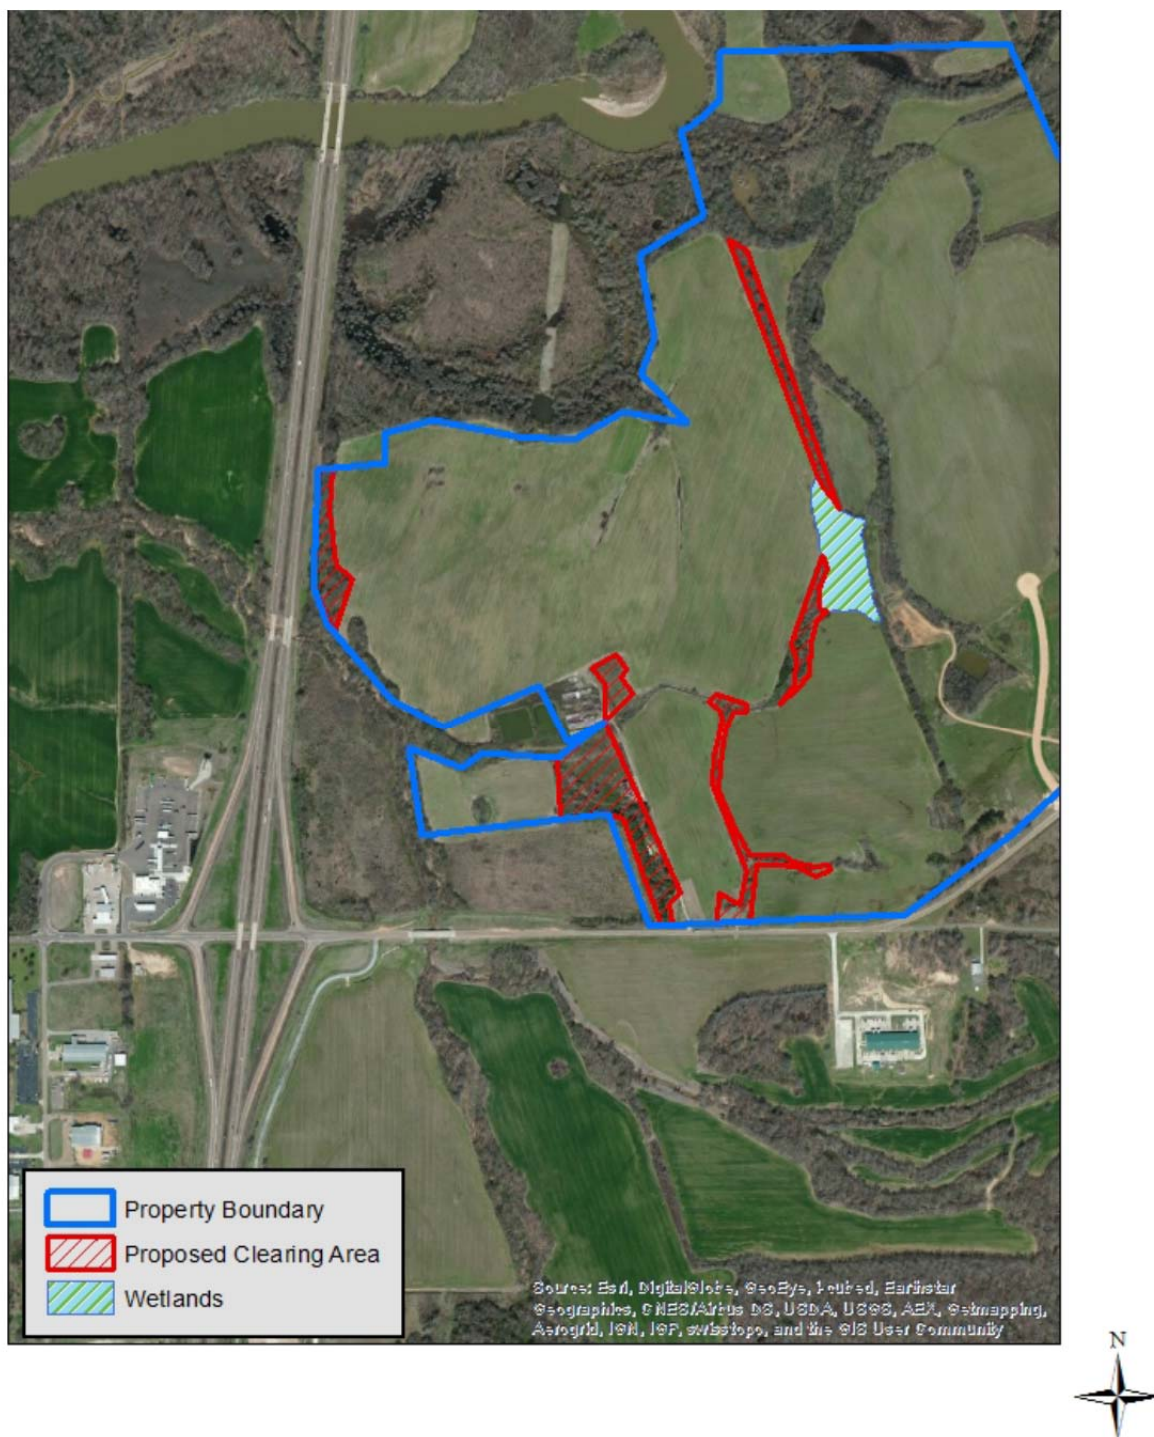 Property Boundary
Proposed Clearing Area
Wetlands
Source: Esri, DigitalGlobe, GeoEye, i-cubed, Earthstar
Geographics, CNES/Airbus DS, USDA, USGS, AEX, Getmapping,
Aerogrid, IGN, IGP, swisstopo, and the GIS User Community
N